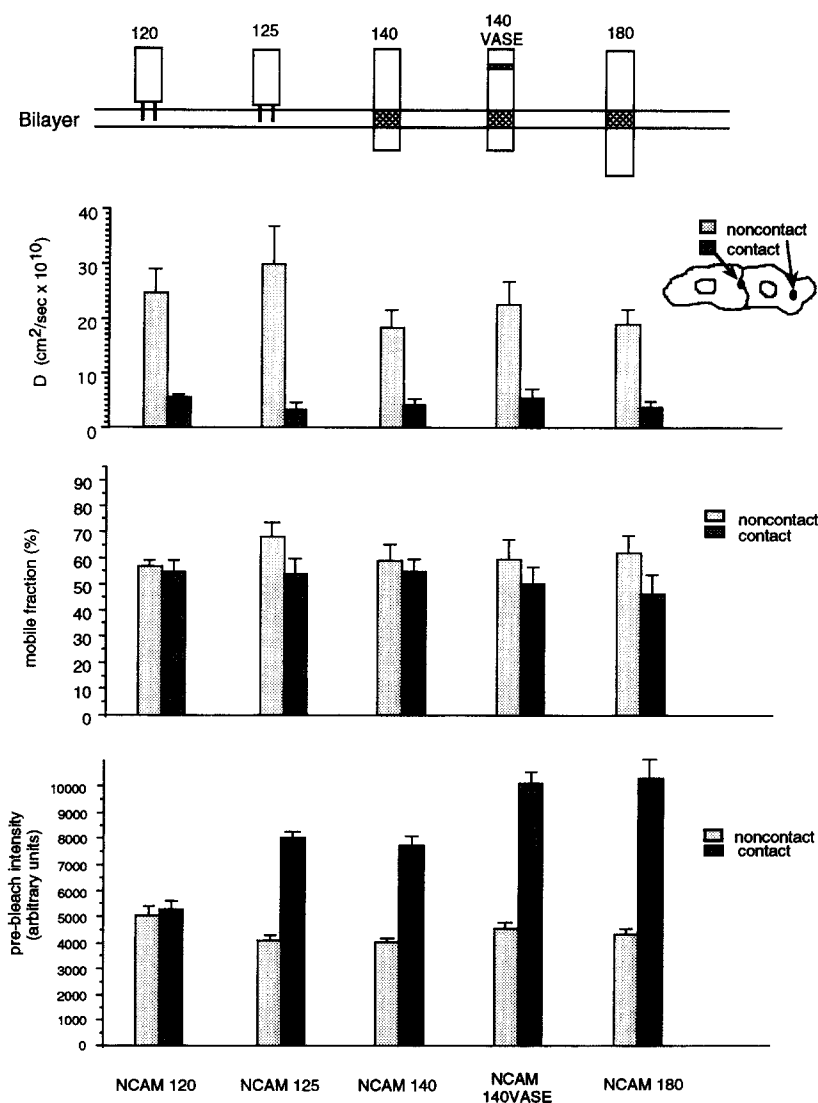 120 125 140 140 VASE 180
Bilayer
D (cm2/sec x 10^10)
40
30
20
10
0
noncontact
contact
mobile fraction (%)
90
80
70
60
50
40
30
20
10
0
noncontact
contact
pre-bleach intensity
(arbitrary units)
10000
9000
8000
7000
6000
5000
4000
3000
2000
1000
0
noncontact
contact
NCAM 120 NCAM 125 NCAM 140 NCAM 140VASE NCAM 180